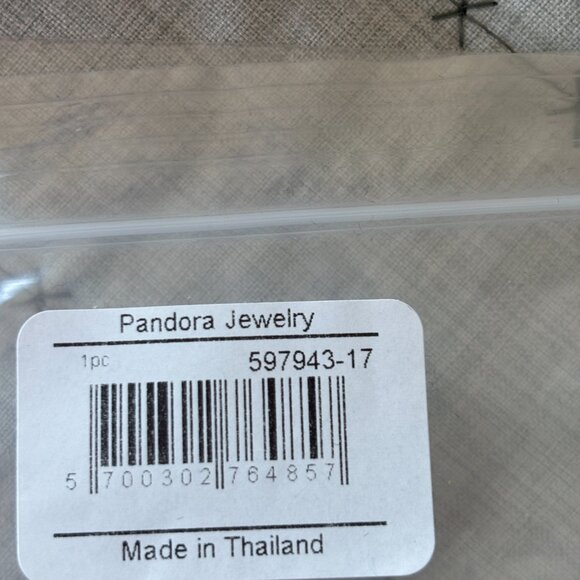 Pandora Jewelry
1pc 597943-17
5 700302 764857
Made in Thailand